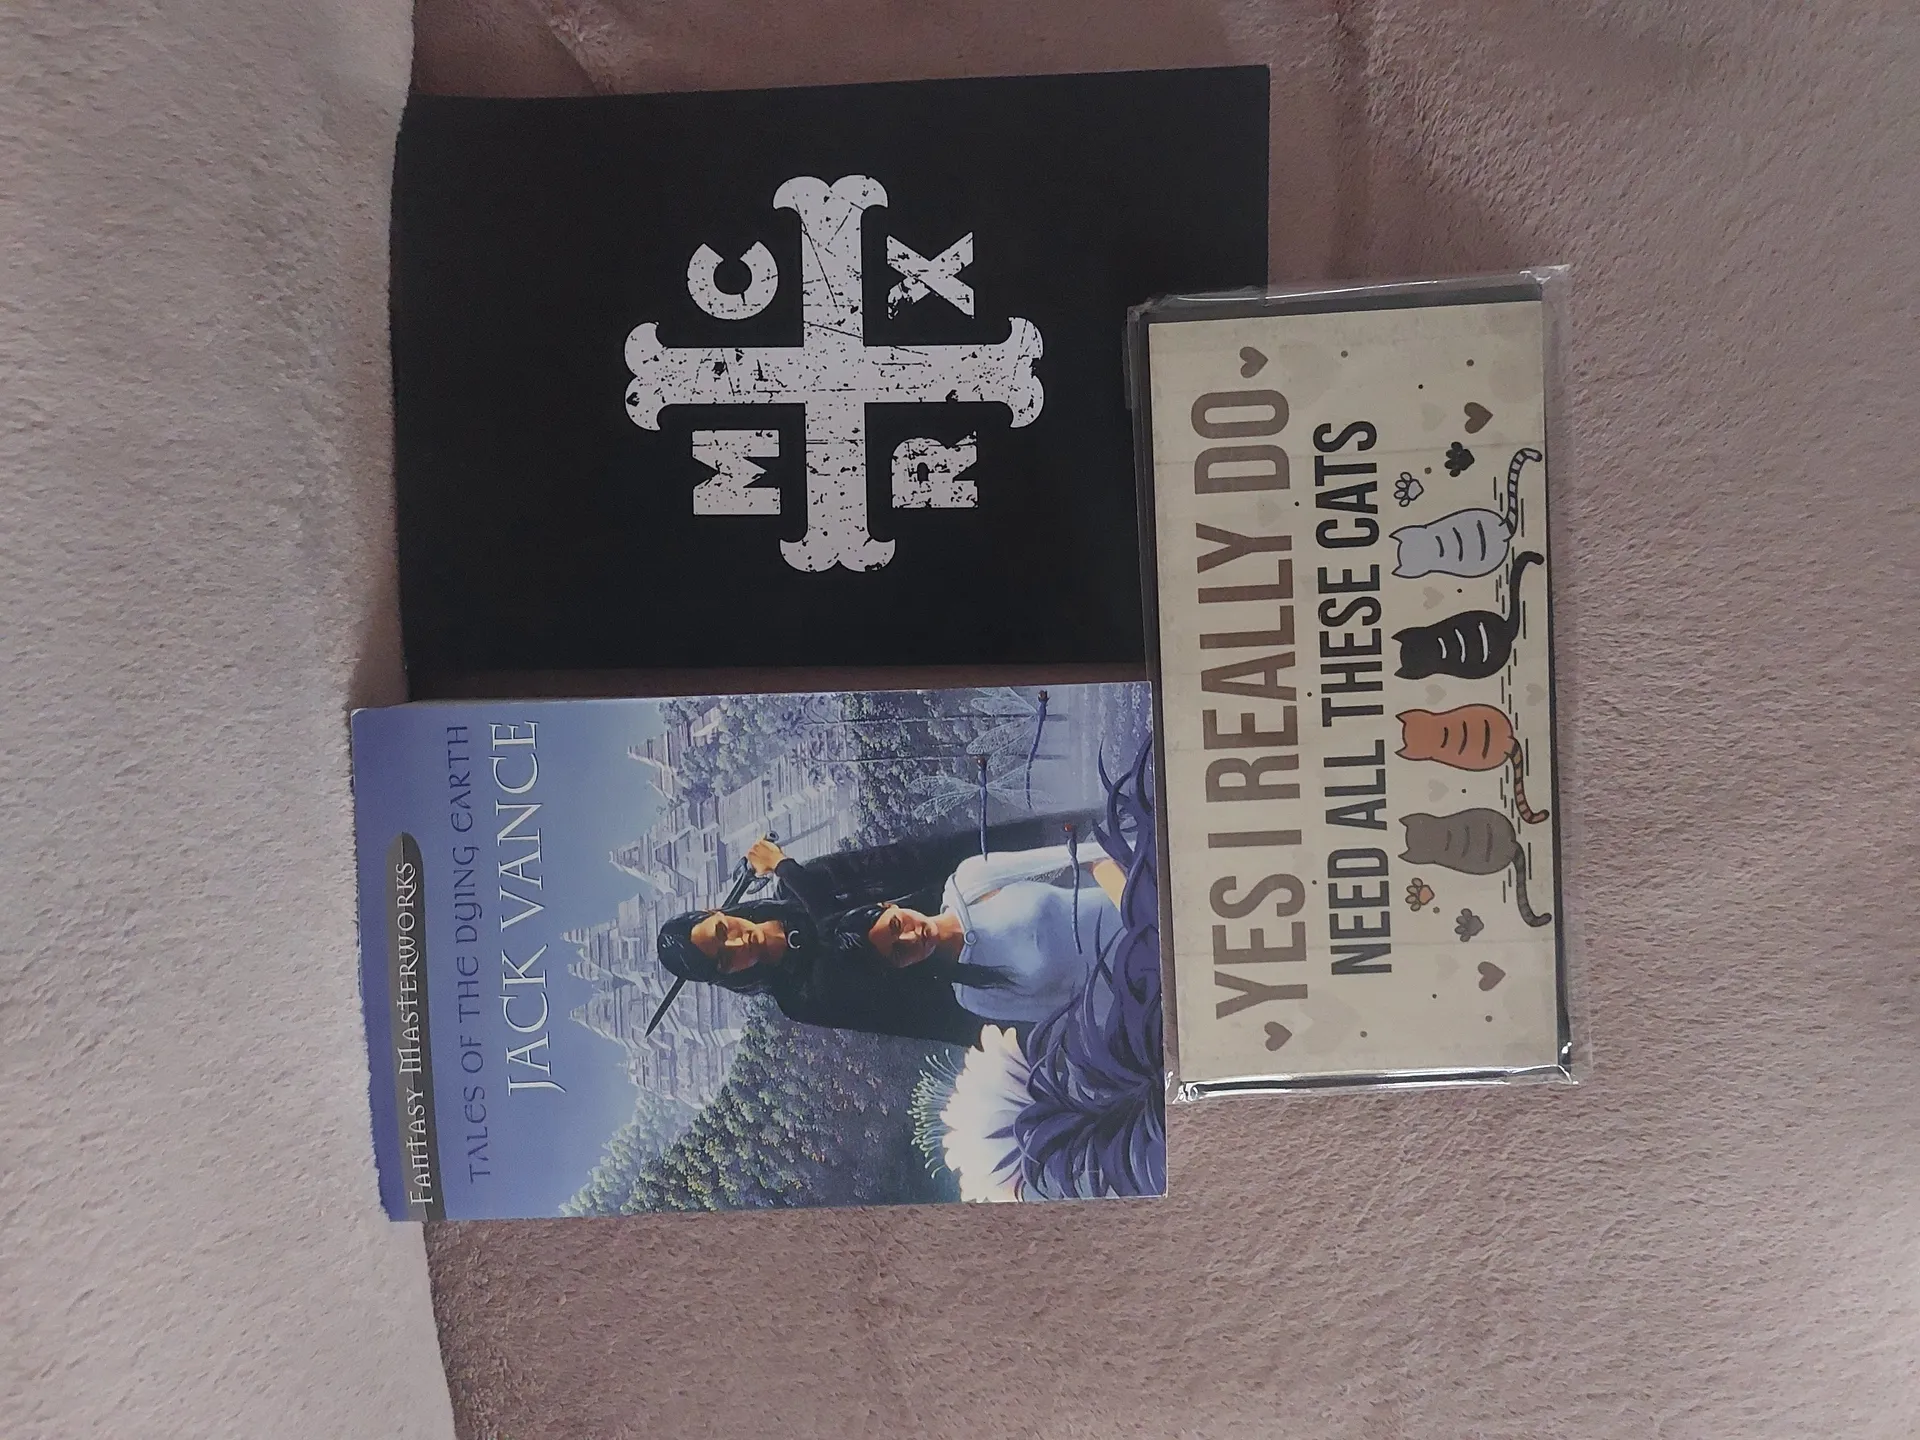 FANTASY MASTERWORKS
TALES OF THE DYING EARTH
JACK VANCE
M C
R X
YES I REALLY DO
NEED ALL THESE CATS